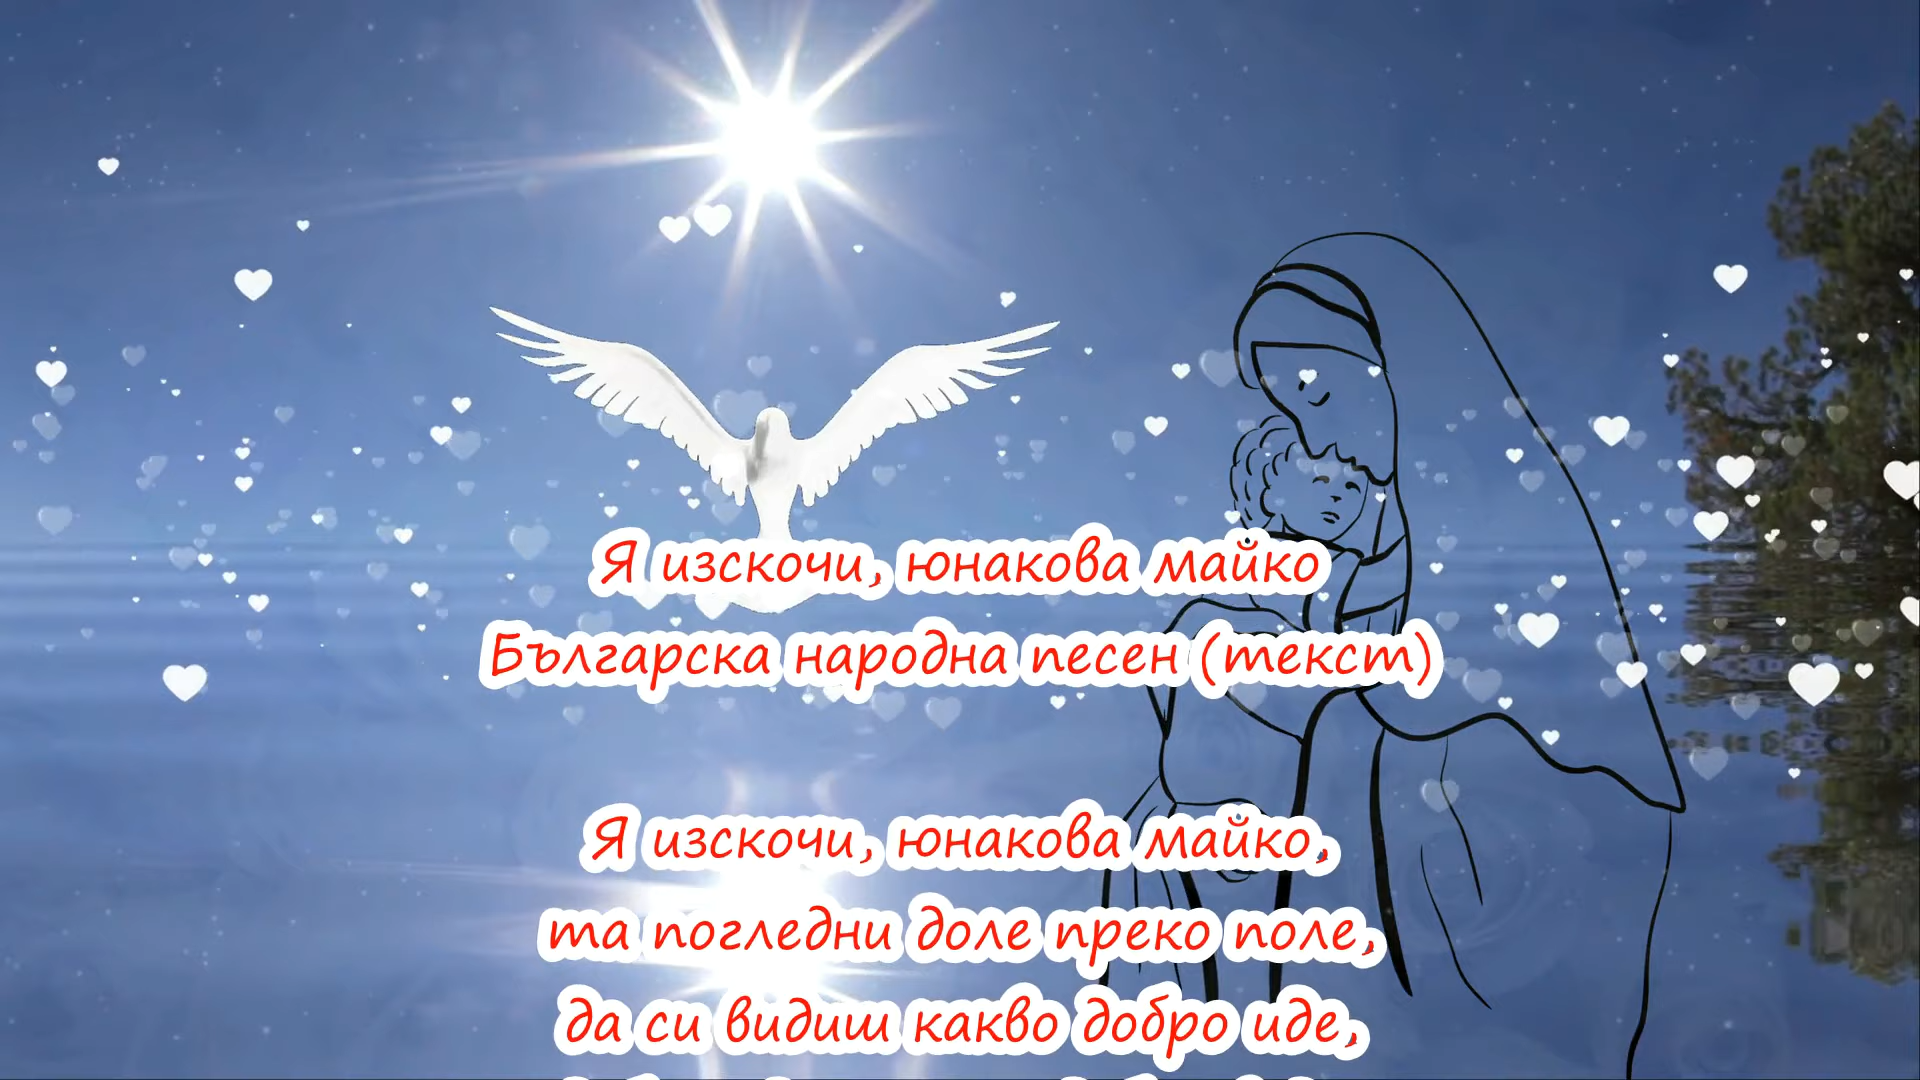 Я изскочи, юнакова майко
Българска народна песен (текст)
Я изскочи, юнакова майко,
та погледни доле преко поле,
да си видиш какво добро иде,